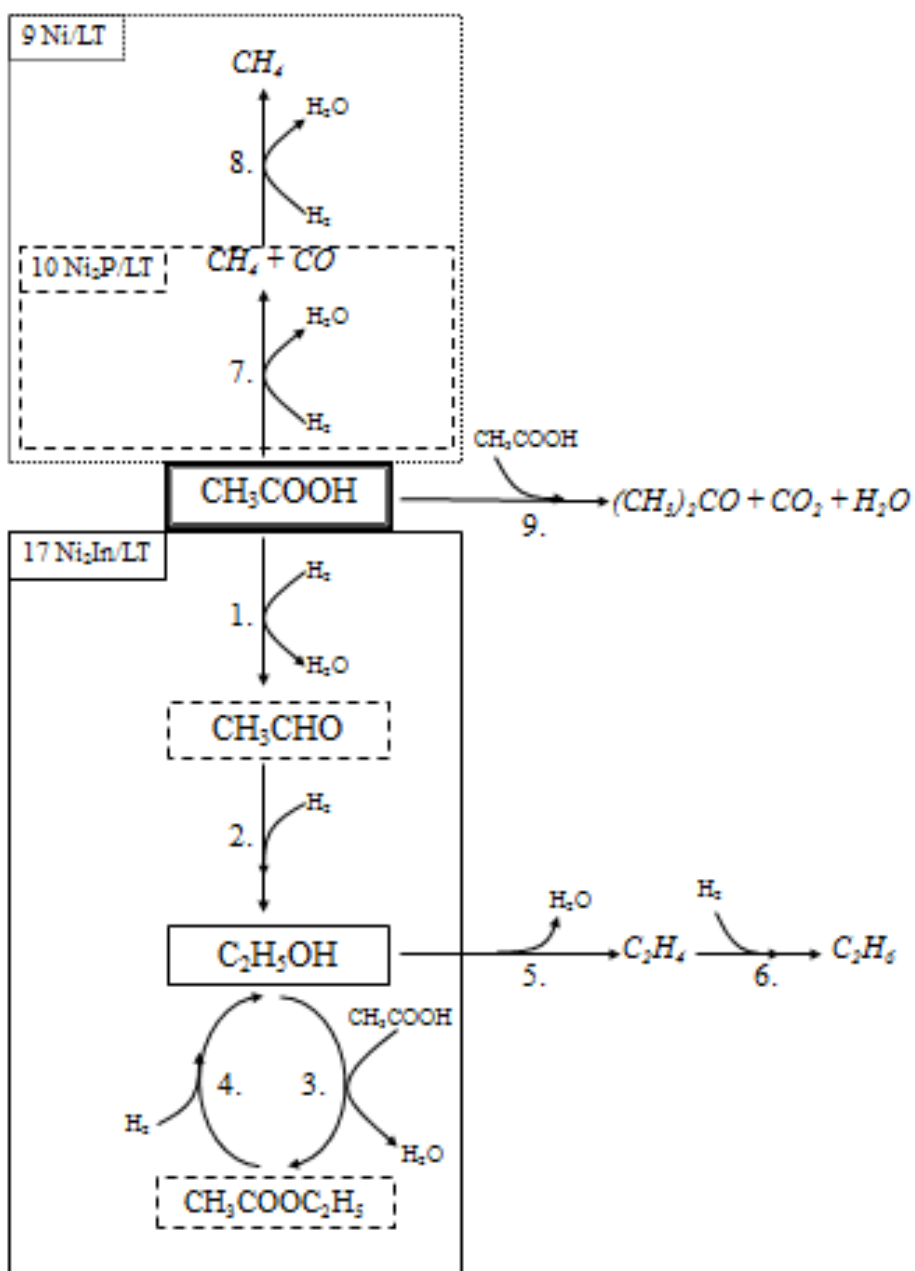 9 Ni/LT
CH₄
H₂O
8.
H₂
10 Ni₂P/LT
CH₄ + CO
H₂O
7.
H₂
CH₃COOH
CH₃COOH
(CH₃)₂CO + CO₂ + H₂O
9.
17 Ni₂In/LT
H₂
1.
H₂O
CH₃CHO
H₂
2.
C₂H₅OH
H₂O
C₂H₄
H₂
C₂H₆
5.
6.
CH₃COOH
4.
3.
H₂
H₂O
CH₃COOC₂H₅